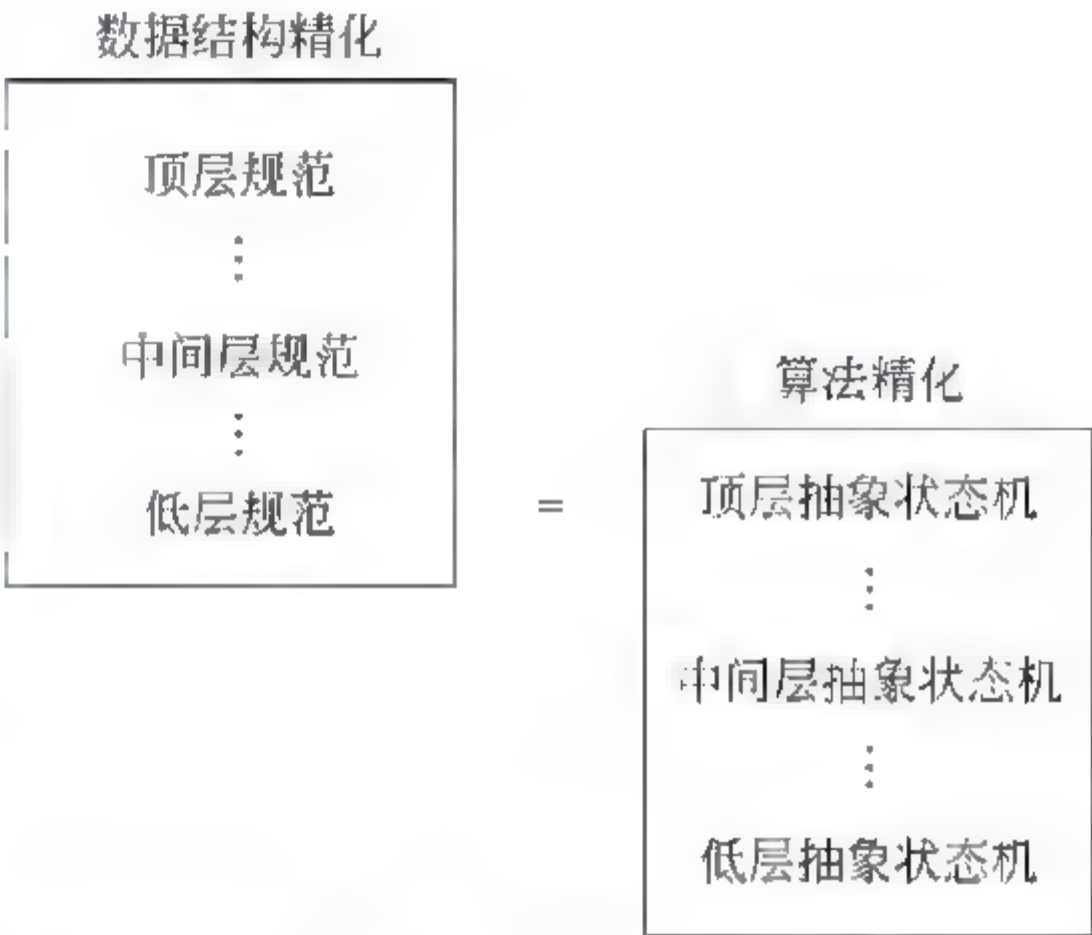 数据结构精化
顶层规范
⋮
中间层规范
⋮
低层规范
=
算法精化
顶层抽象状态机
⋮
中间层抽象状态机
⋮
低层抽象状态机